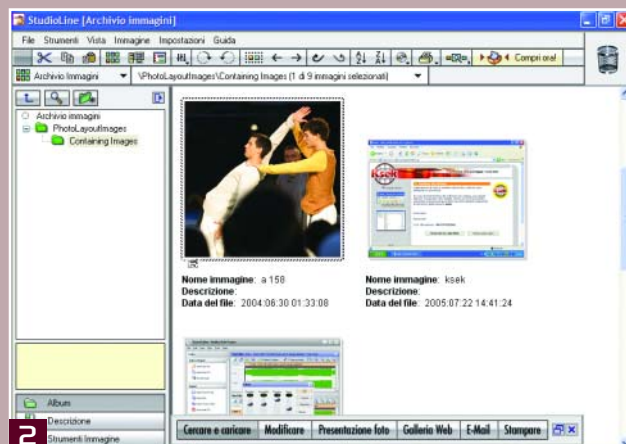 StudioLine [Archivio immagini]
File Strumenti Vista Immagine Impostazioni Guida
Compri ora!
Archivio Immagini \PhotoLayoutImages\Containing Images (1 di 9 immagini selezionati)
Archivio immagini
PhotoLayoutImages
Containing Images
ksek
Nome immagine: a 158
Descrizione:
Data del file: 2004:06:30 01:33:08
Nome immagine: ksek
Descrizione:
Data del file: 2005:07:22 14:41:24
Album
Descrizione
Strumenti Immagine
2
Cercare e caricare Modificare Presentazione foto Galleria Web E-Mail Stampare